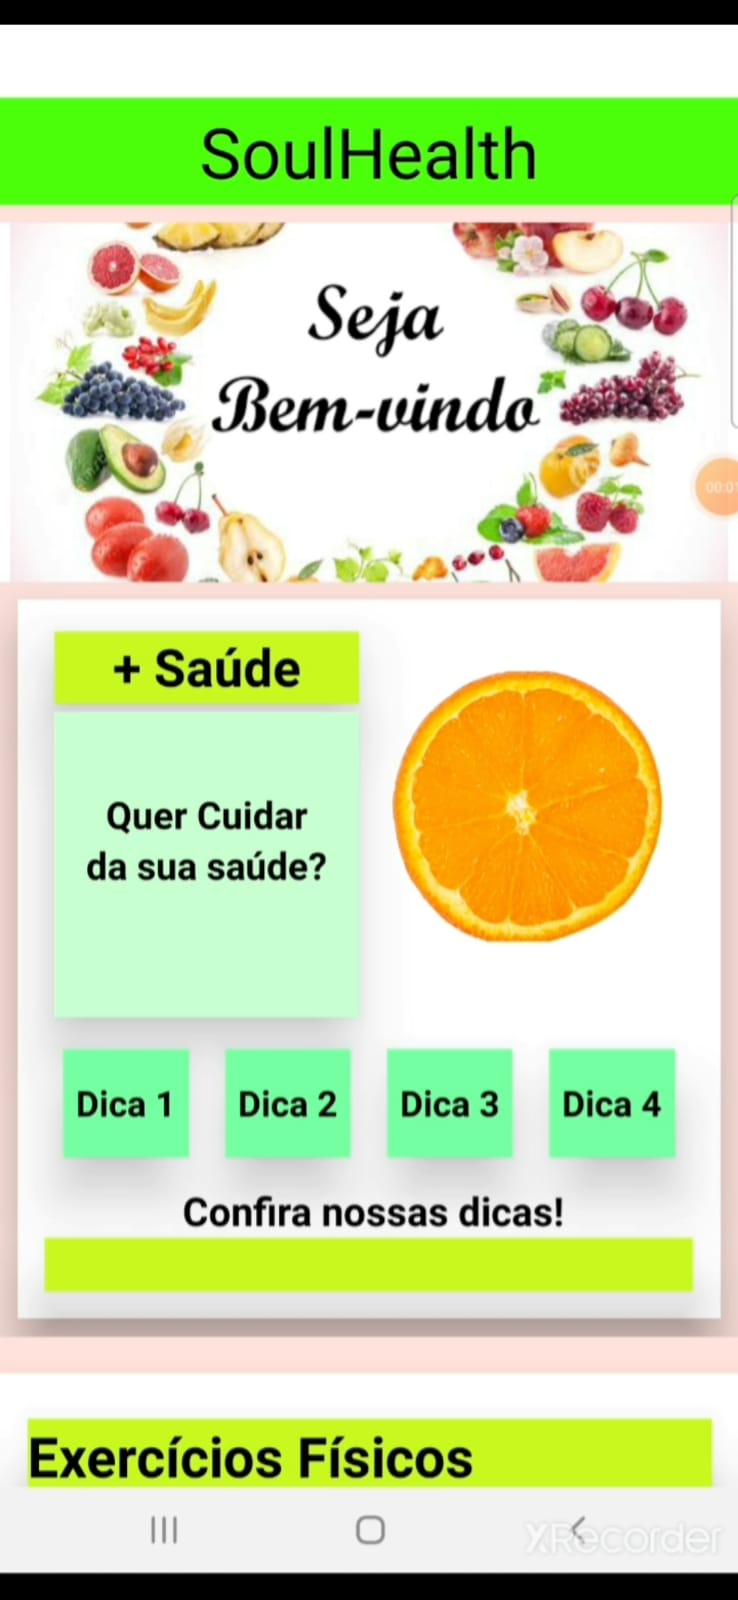 SoulHealth
Seja
Bem-vindo
00:01
+ Saúde
Quer Cuidar
da sua saúde?
Dica 1
Dica 2
Dica 3
Dica 4
Confira nossas dicas!
Exercícios Físicos
XRecorder